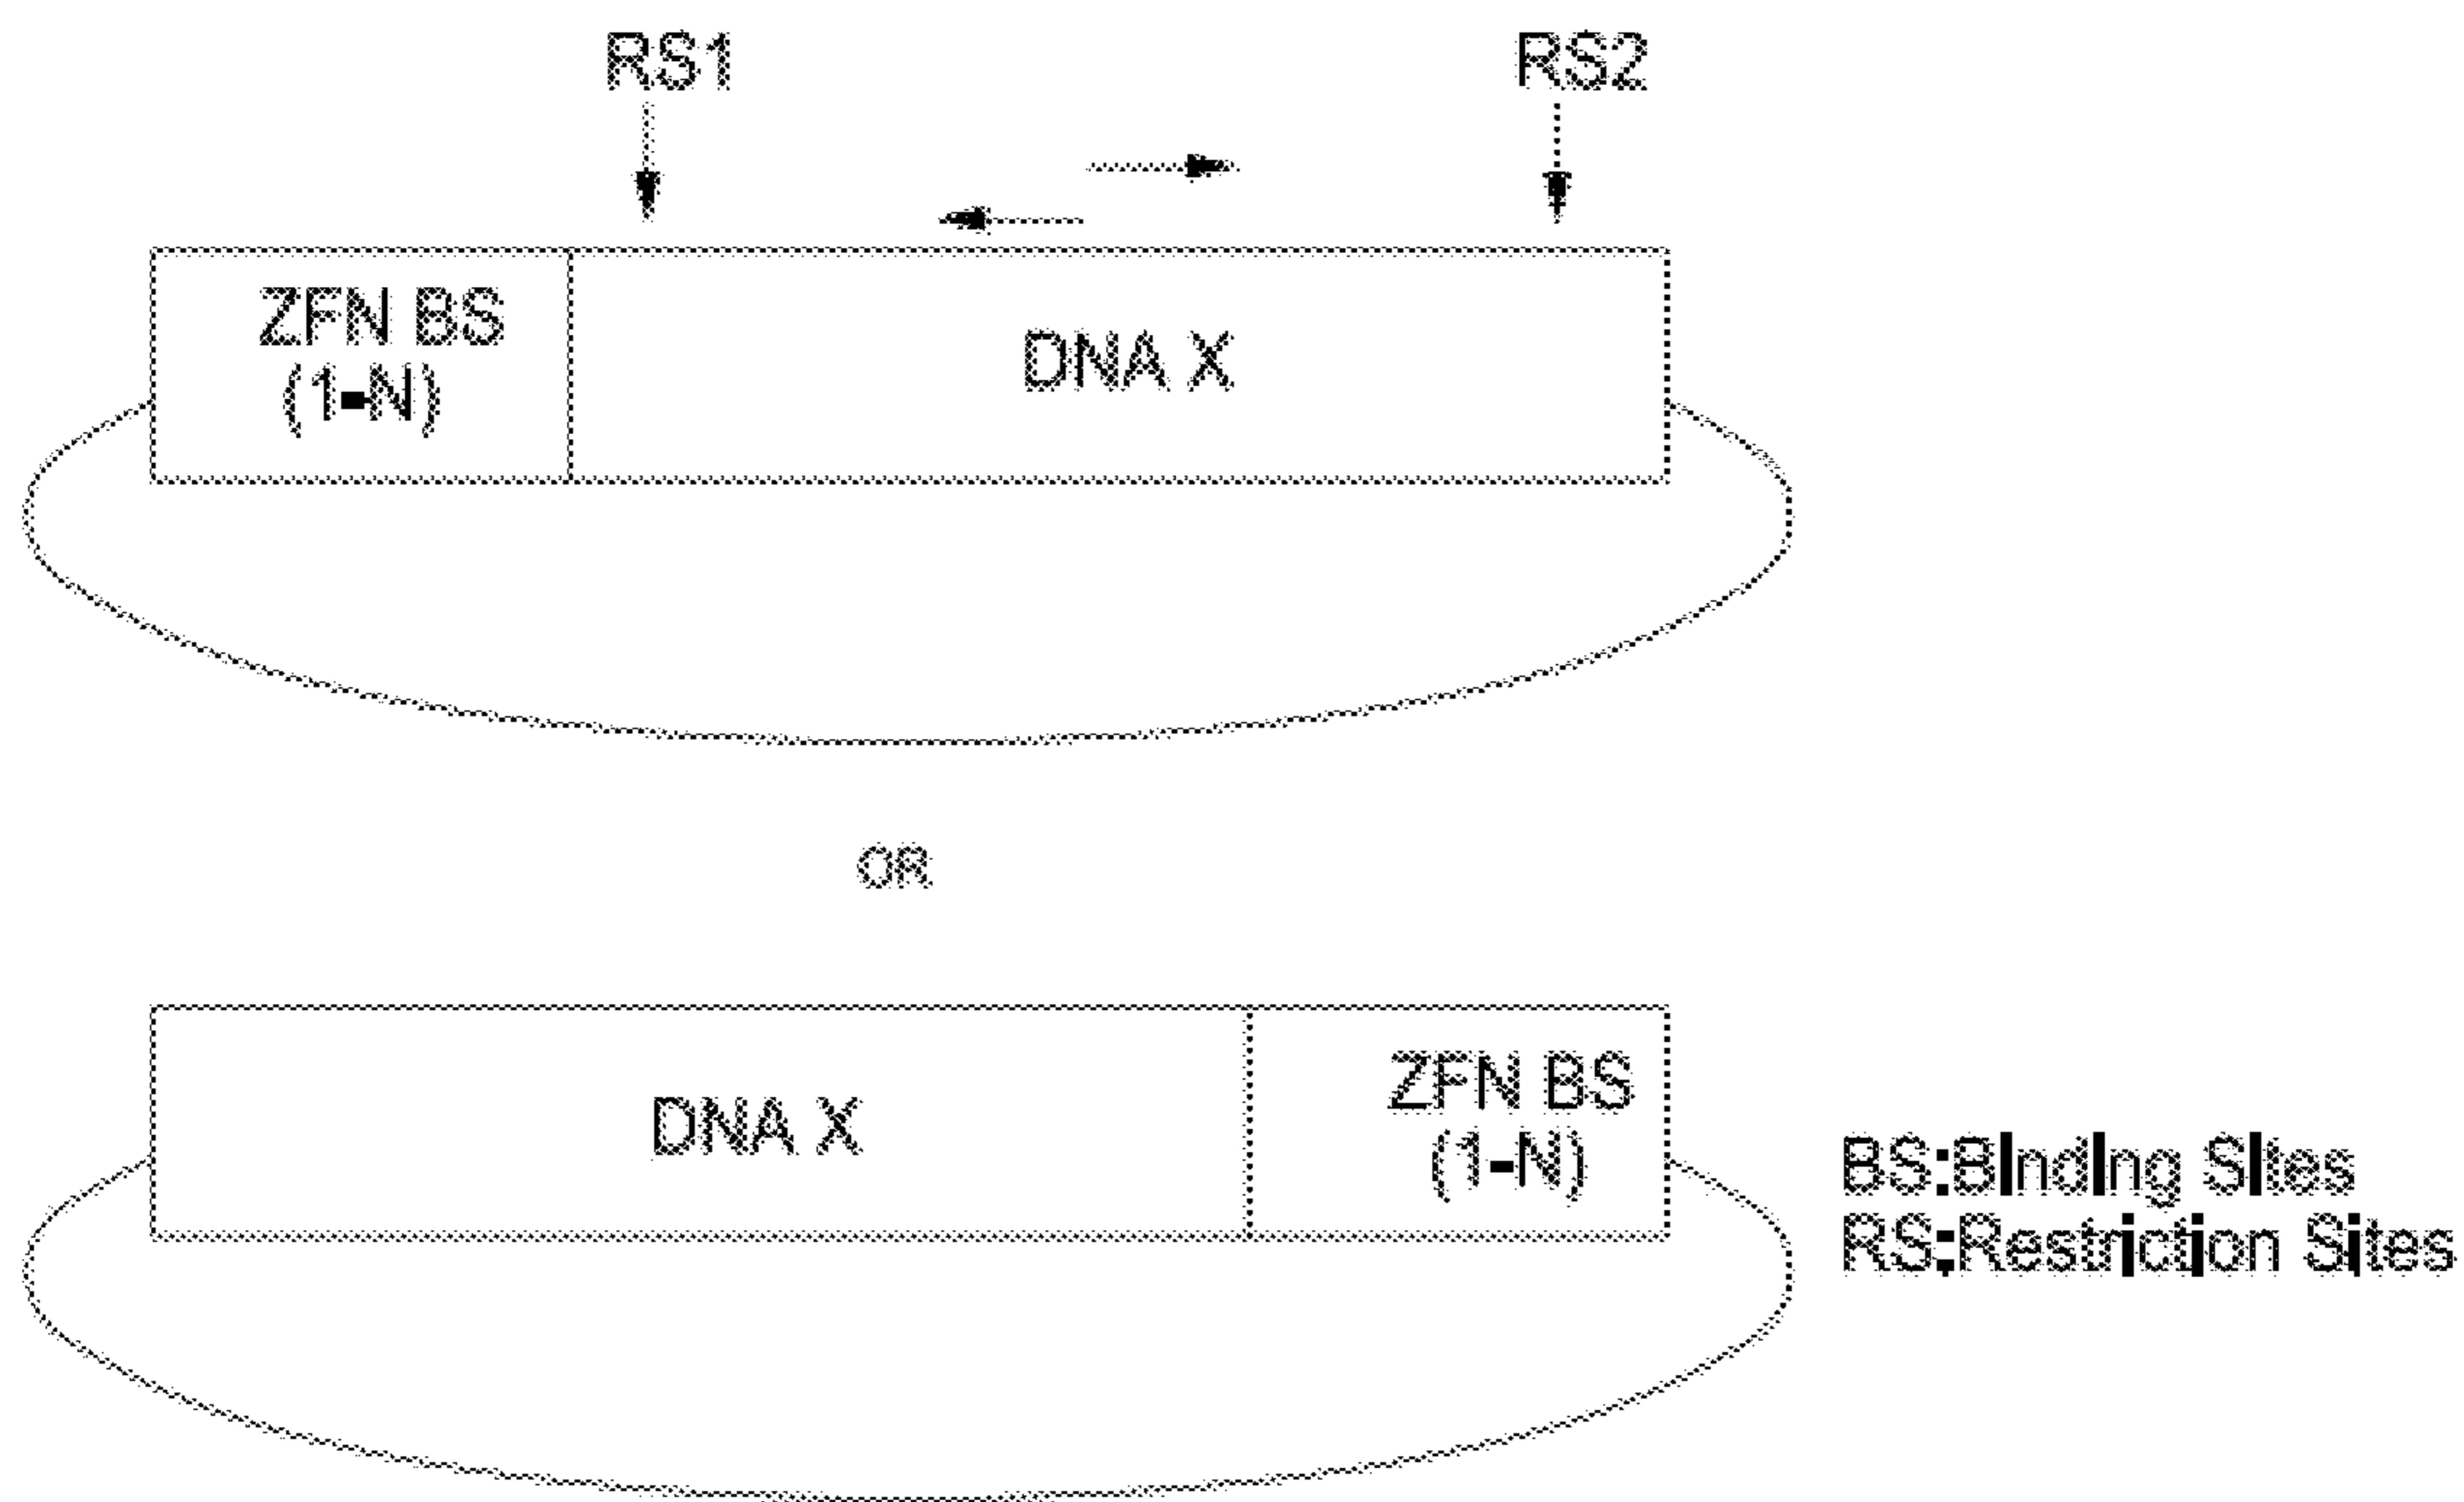 RS1
RS2
ZFN BS
(1-N)
DNA X
OR
DNA X
ZFN BS
(1-N)
BS:Binding Sites
RS:Restriction Sites